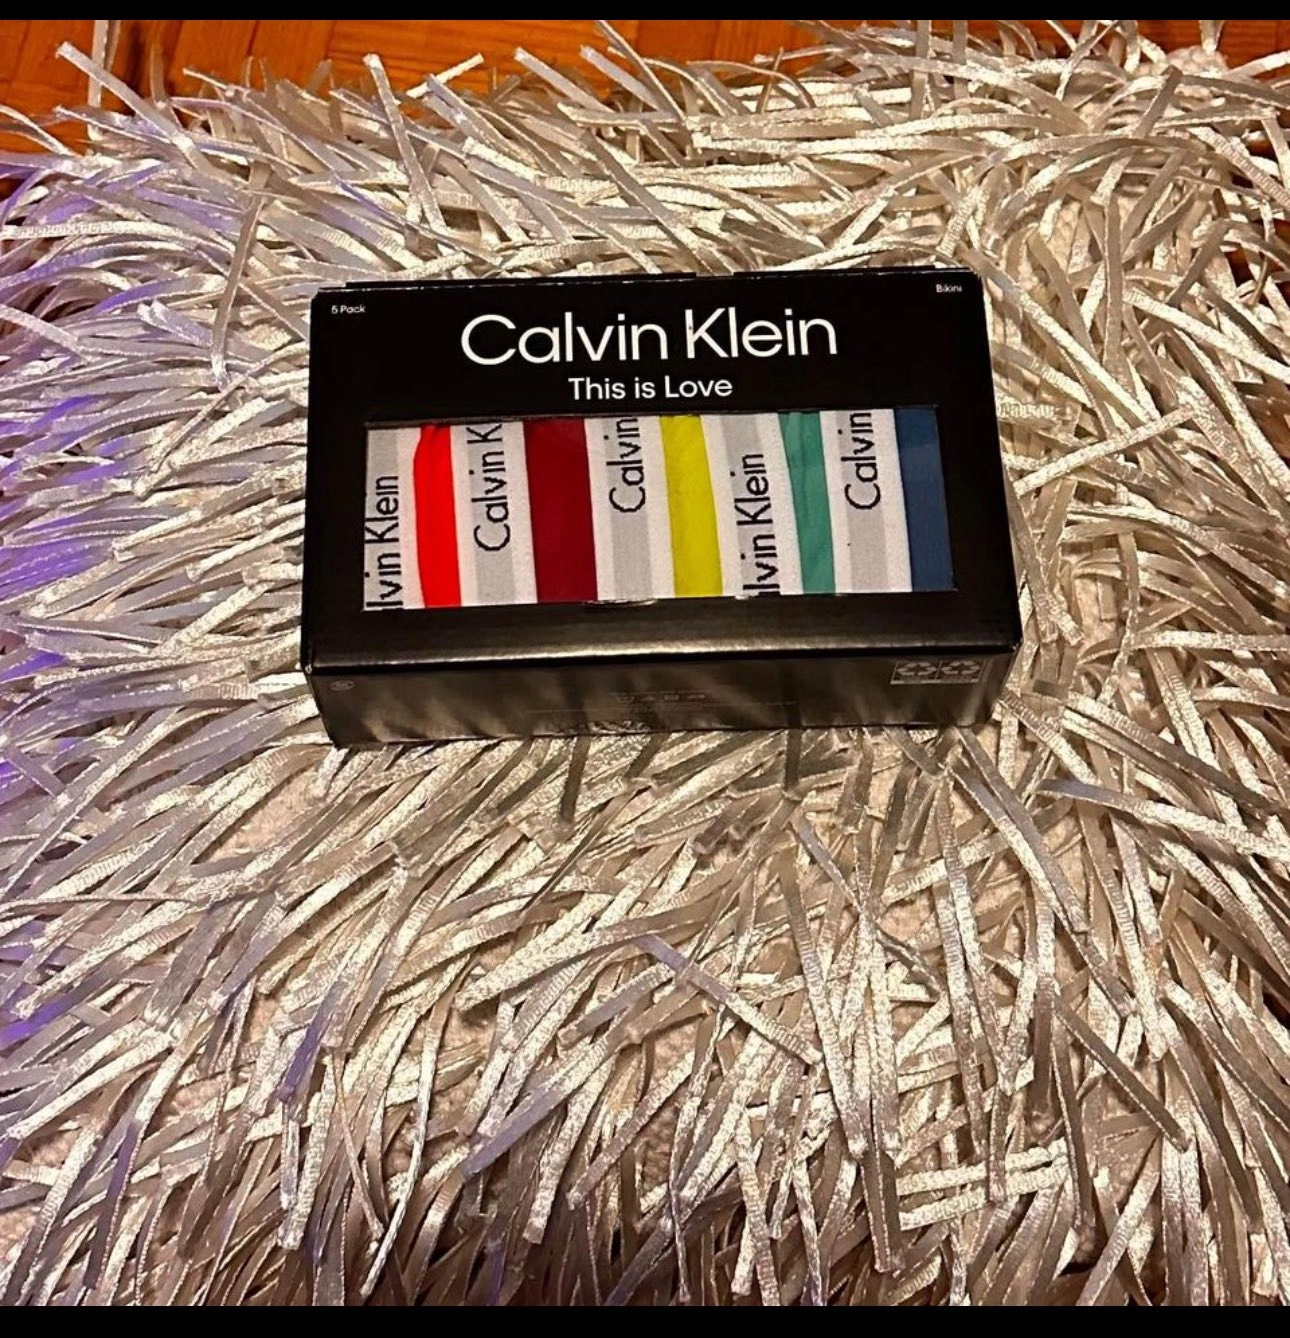 5 Pack
Bikini
Calvin Klein
This is Love
lvin Klein
Calvin K
Calvin
lvin Klein
Calvin